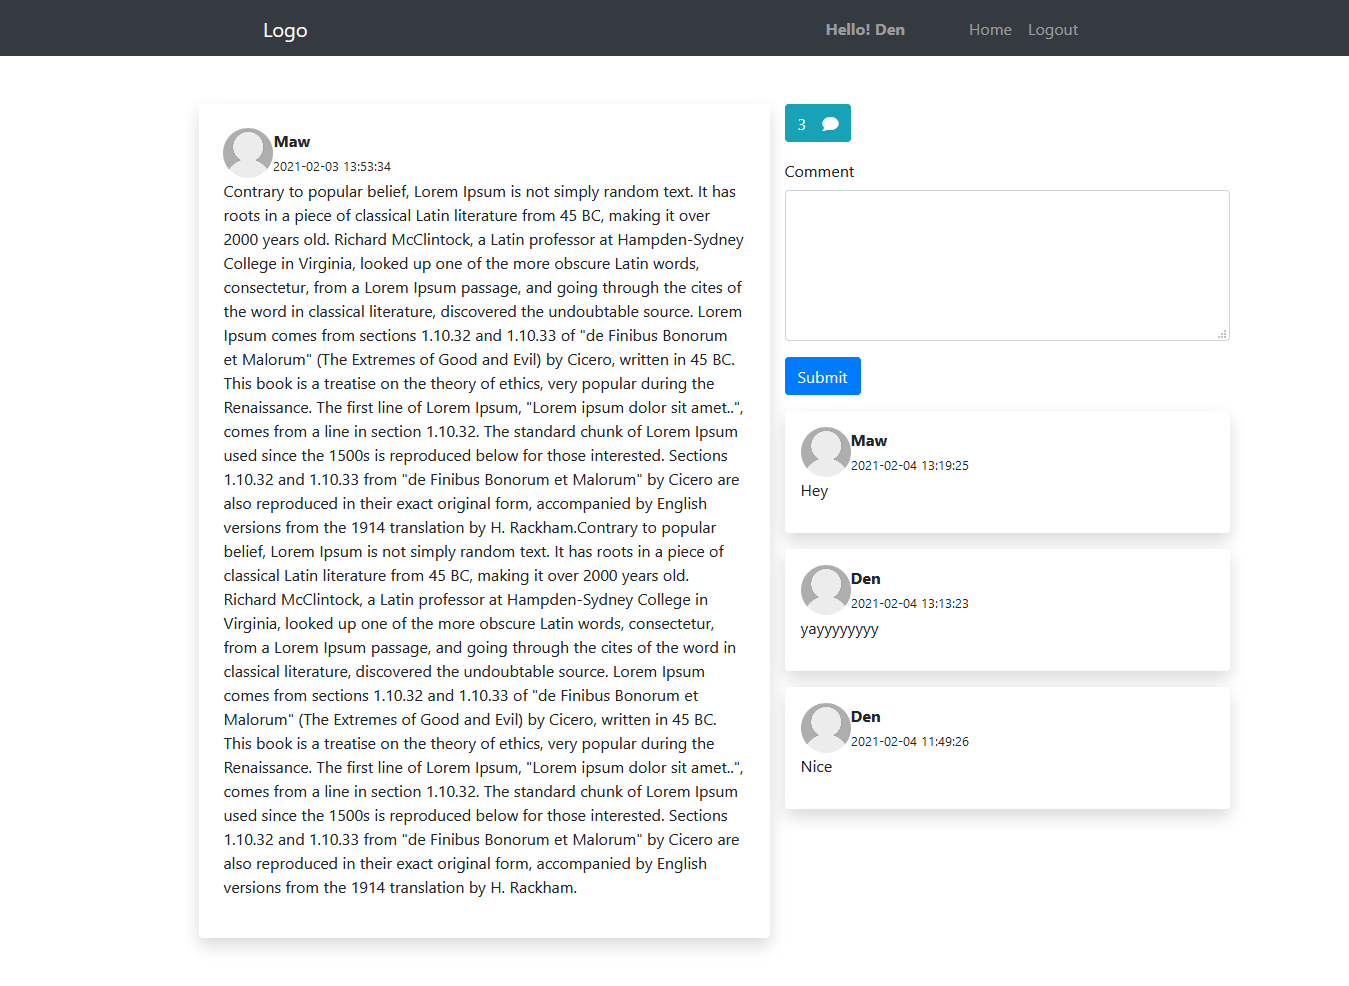 Logo
Hello! Den
Home
Logout
Maw
2021-02-03 13:53:34
Contrary to popular belief, Lorem Ipsum is not simply random text. It has
roots in a piece of classical Latin literature from 45 BC, making it over
2000 years old. Richard McClintock, a Latin professor at Hampden-Sydney
College in Virginia, looked up one of the more obscure Latin words,
consectetur, from a Lorem Ipsum passage, and going through the cites of
the word in classical literature, discovered the undoubtable source. Lorem
Ipsum comes from sections 1.10.32 and 1.10.33 of "de Finibus Bonorum
et Malorum" (The Extremes of Good and Evil) by Cicero, written in 45 BC.
This book is a treatise on the theory of ethics, very popular during the
Renaissance. The first line of Lorem Ipsum, "Lorem ipsum dolor sit amet..",
comes from a line in section 1.10.32. The standard chunk of Lorem Ipsum
used since the 1500s is reproduced below for those interested. Sections
1.10.32 and 1.10.33 from "de Finibus Bonorum et Malorum" by Cicero are
also reproduced in their exact original form, accompanied by English
versions from the 1914 translation by H. Rackham.Contrary to popular
belief, Lorem Ipsum is not simply random text. It has roots in a piece of
classical Latin literature from 45 BC, making it over 2000 years old.
Richard McClintock, a Latin professor at Hampden-Sydney College in
Virginia, looked up one of the more obscure Latin words, consectetur,
from a Lorem Ipsum passage, and going through the cites of the word in
classical literature, discovered the undoubtable source. Lorem Ipsum
comes from sections 1.10.32 and 1.10.33 of "de Finibus Bonorum et
Malorum" (The Extremes of Good and Evil) by Cicero, written in 45 BC.
This book is a treatise on the theory of ethics, very popular during the
Renaissance. The first line of Lorem Ipsum, "Lorem ipsum dolor sit amet..",
comes from a line in section 1.10.32. The standard chunk of Lorem Ipsum
used since the 1500s is reproduced below for those interested. Sections
1.10.32 and 1.10.33 from "de Finibus Bonorum et Malorum" by Cicero are
also reproduced in their exact original form, accompanied by English
versions from the 1914 translation by H. Rackham.
3
Comment
Submit
Maw
2021-02-04 13:19:25
Hey
Den
2021-02-04 13:13:23
yayyyyyyyy
Den
2021-02-04 11:49:26
Nice